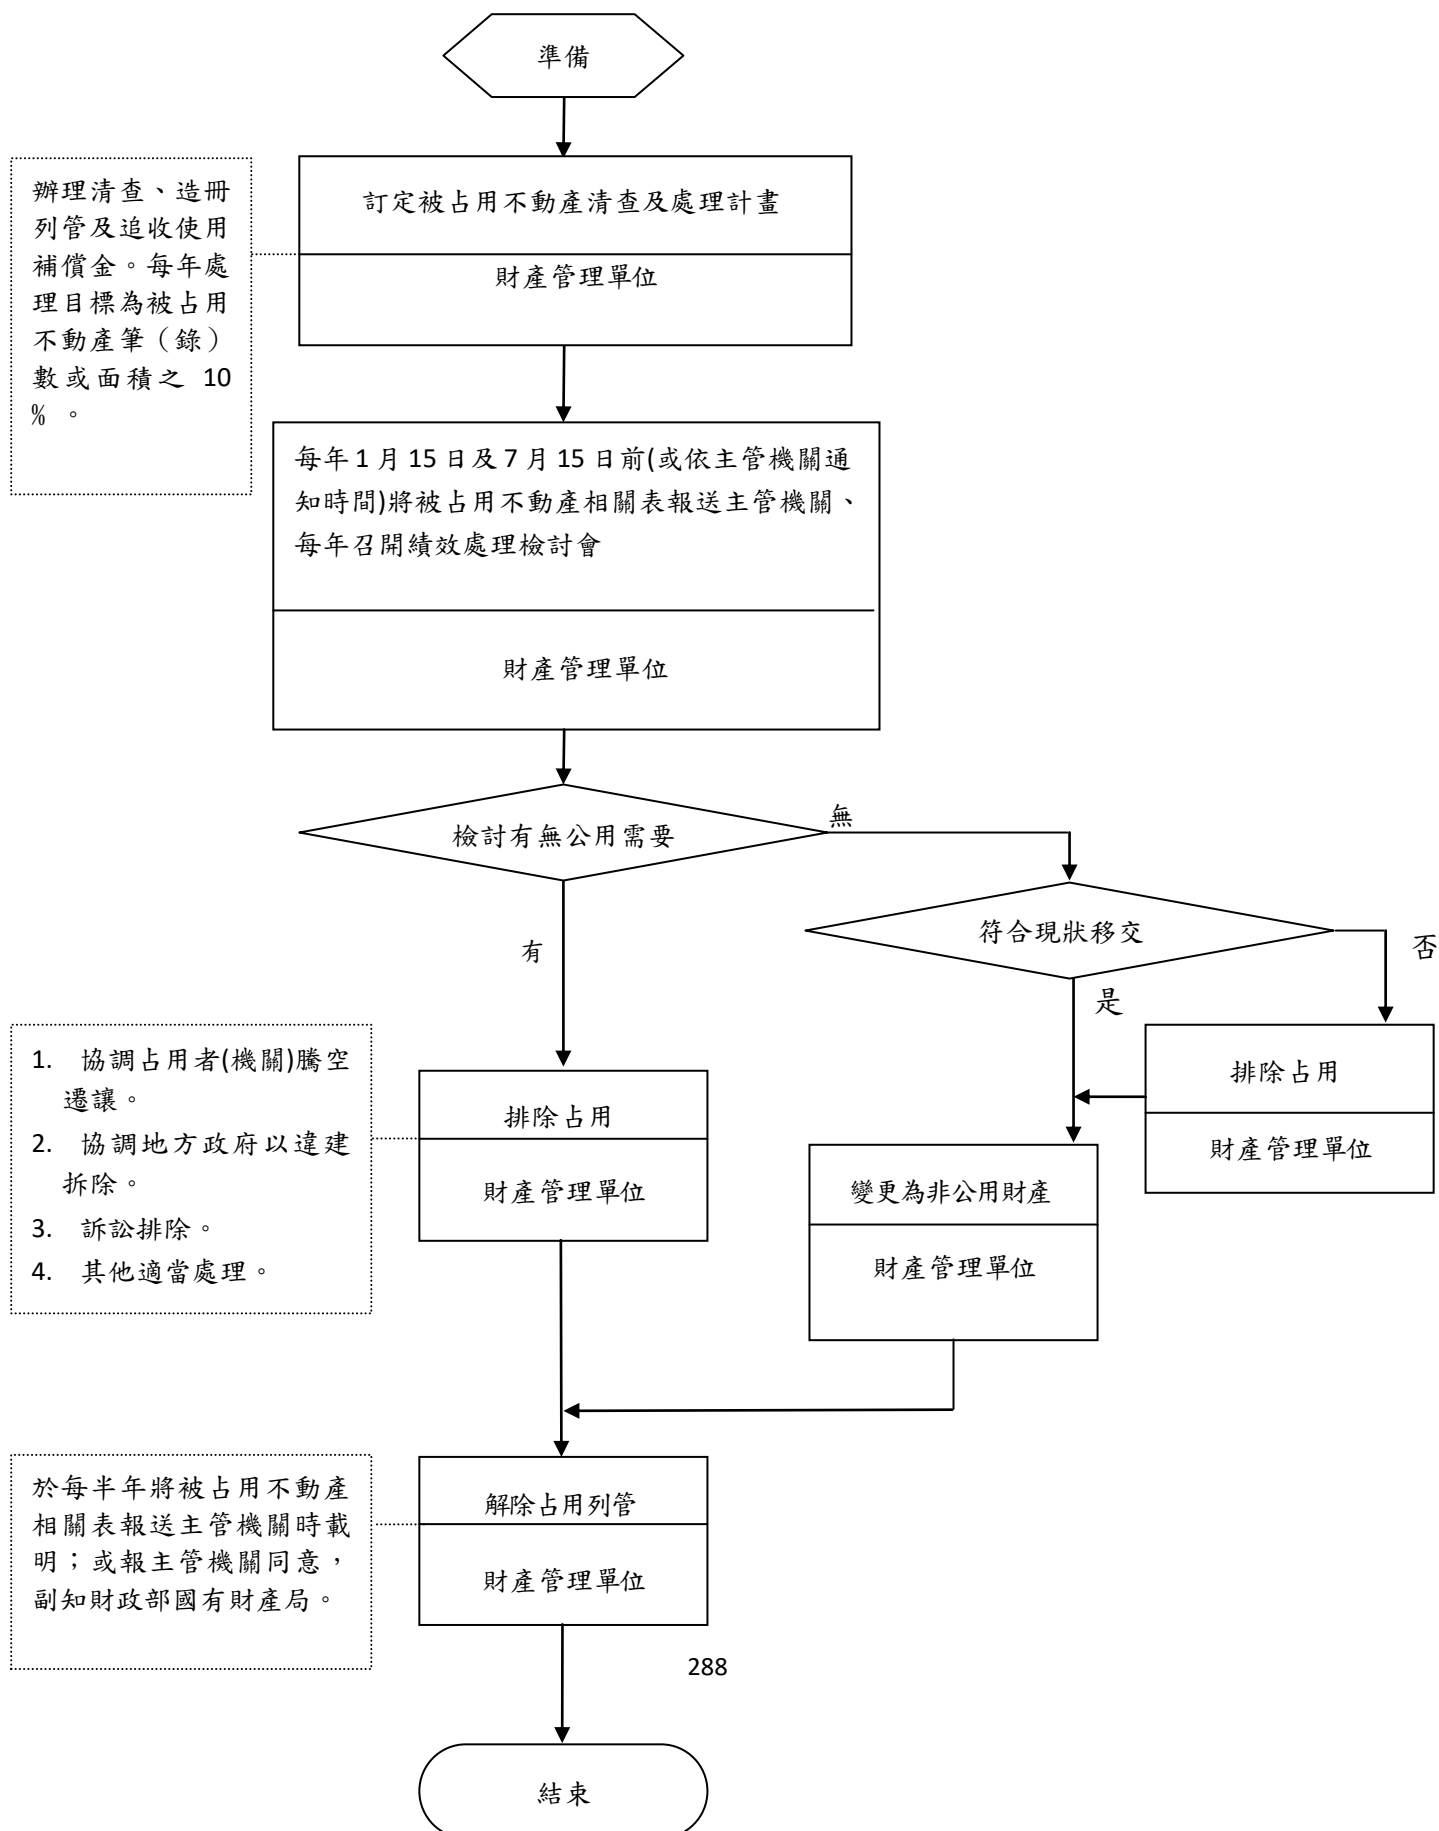 準備
訂定被占用不動產清查及處理計畫
財產管理單位
辦理清查、造冊
列管及追收使用
補償金。每年處
理目標為被占用
不動產筆（錄）
數或面積之 10
% 。
每年 1 月 15 日及 7 月 15 日前(或依主管機關通
知時間)將被占用不動產相關表報送主管機關、
每年召開績效處理檢討會
財產管理單位
檢討有無公用需要
無
有
符合現狀移交
否
是
排除占用
財產管理單位
1. 協調占用者(機關)騰空
遷讓。
2. 協調地方政府以違建
拆除。
3. 訴訟排除。
4. 其他適當處理。
排除占用
財產管理單位
變更為非公用財產
財產管理單位
於每半年將被占用不動產
相關表報送主管機關時載
明；或報主管機關同意，
副知財政部國有財產局。
解除占用列管
財產管理單位
288
結束